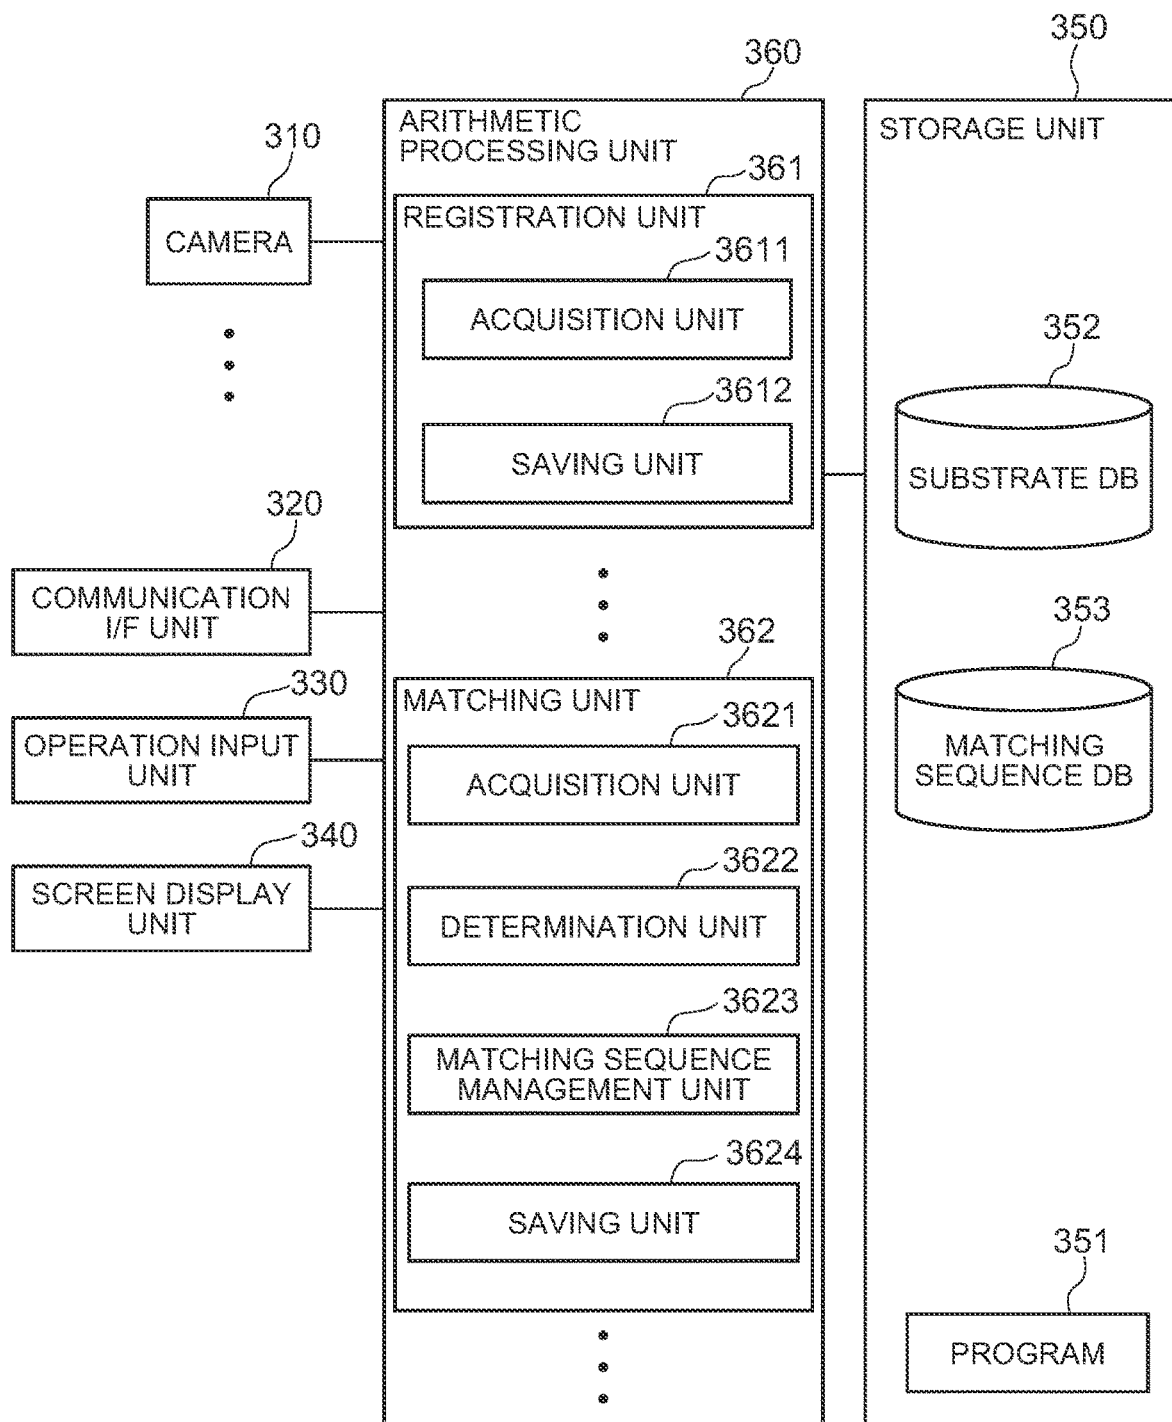 310
CAMERA
320
COMMUNICATION
I/F UNIT
330
OPERATION INPUT
UNIT
340
SCREEN DISPLAY
UNIT
360
ARITHMETIC
PROCESSING UNIT
361
REGISTRATION UNIT
3611
ACQUISITION UNIT
3612
SAVING UNIT
362
MATCHING UNIT
3621
ACQUISITION UNIT
3622
DETERMINATION UNIT
3623
MATCHING SEQUENCE
MANAGEMENT UNIT
3624
SAVING UNIT
350
STORAGE UNIT
352
SUBSTRATE DB
353
MATCHING
SEQUENCE DB
351
PROGRAM